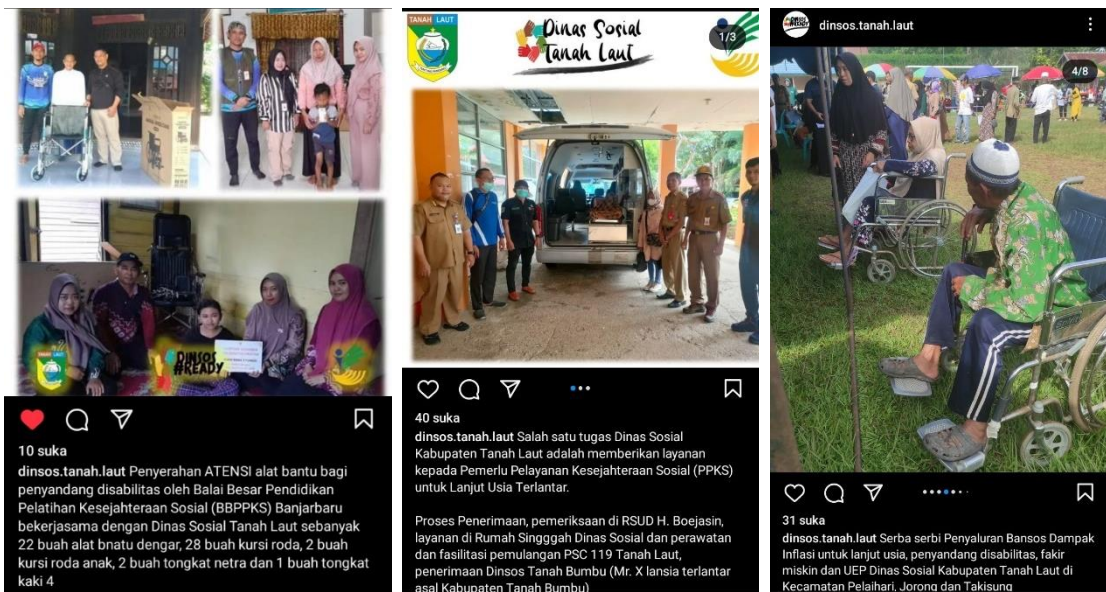 DINSOS
#READY
TANAH LAUT
10 suka
dinsos.tanah.laut Penyerahan ATENSI alat bantu bagi
penyandang disabilitas oleh Balai Besar Pendidikan
Pelatihan Kesejahteraan Sosial (BBPPKS) Banjarbaru
bekerjasama dengan Dinas Sosial Tanah Laut sebanyak
22 buah alat bnatu dengar, 28 buah kursi roda, 2 buah
kursi roda anak, 2 buah tongkat netra dan 1 buah tongkat
kaki 4
TANAH LAUT
Dinas Sosial
Tanah Laut
1/3
40 suka
dinsos.tanah.laut Salah satu tugas Dinas Sosial
Kabupaten Tanah Laut adalah memberikan layanan
kepada Pemerlu Pelayanan Kesejahteraan Sosial (PPKS)
untuk Lanjut Usia Terlantar.
Proses Penerimaan, pemeriksaan di RSUD H. Boejasin,
layanan di Rumah Singggah Dinas Sosial dan perawatan
dan fasilitasi pemulangan PSC 119 Tanah Laut,
penerimaan Dinsos Tanah Bumbu (Mr. X lansia terlantar
asal Kabupaten Tanah Bumbu)
dinsos.tanah.laut
4/8
31 suka
dinsos.tanah.laut Serba serbi Penyaluran Bansos Dampak
Inflasi untuk lanjut usia, penyandang disabilitas, fakir
miskin dan UEP Dinas Sosial Kabupaten Tanah Laut di
Kecamatan Pelaihari, Jorong dan Takisung